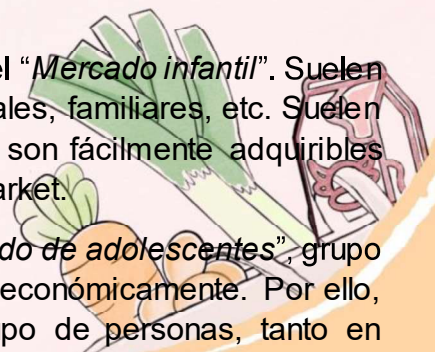 el “Mercado infantil”. Suelen
ales, familiares, etc. Suelen
son fácilmente adquiribles
arket.
do de adolescentes”, grupo
económicamente. Por ello,
po de personas, tanto en